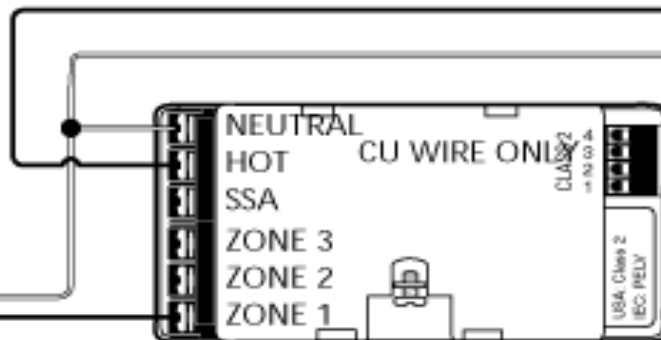 NEUTRAL
HOT
SSA
ZONE 3
ZONE 2
ZONE 1
CU WIRE ONLY
CLASS 2
1 2 3 4
USA: Class 2
IEC: PELV